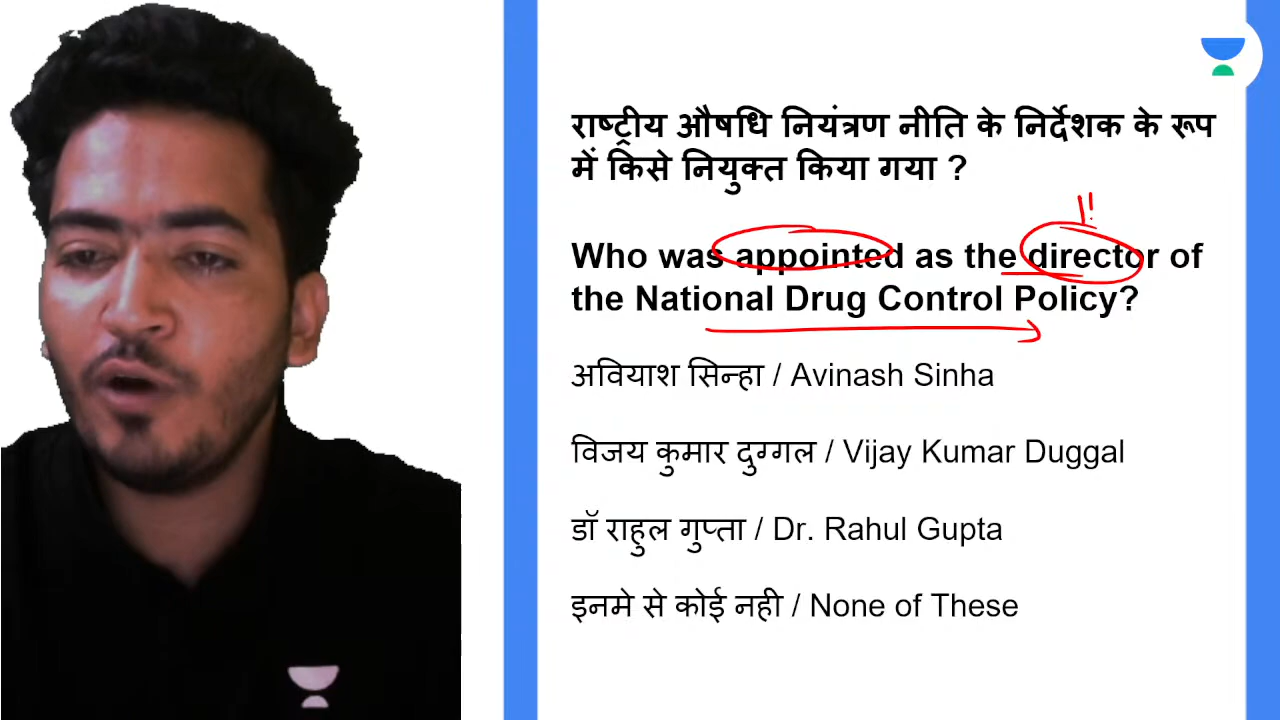 राष्ट्रीय औषधि नियंत्रण नीति के निर्देशक के रूप
में किसे नियुक्त किया गया ?
Who was appointed as the director of
the National Drug Control Policy?
अवियाश सिन्हा / Avinash Sinha
विजय कुमार दुग्गल / Vijay Kumar Duggal
डॉ राहुल गुप्ता / Dr. Rahul Gupta
इनमे से कोई नही / None of These